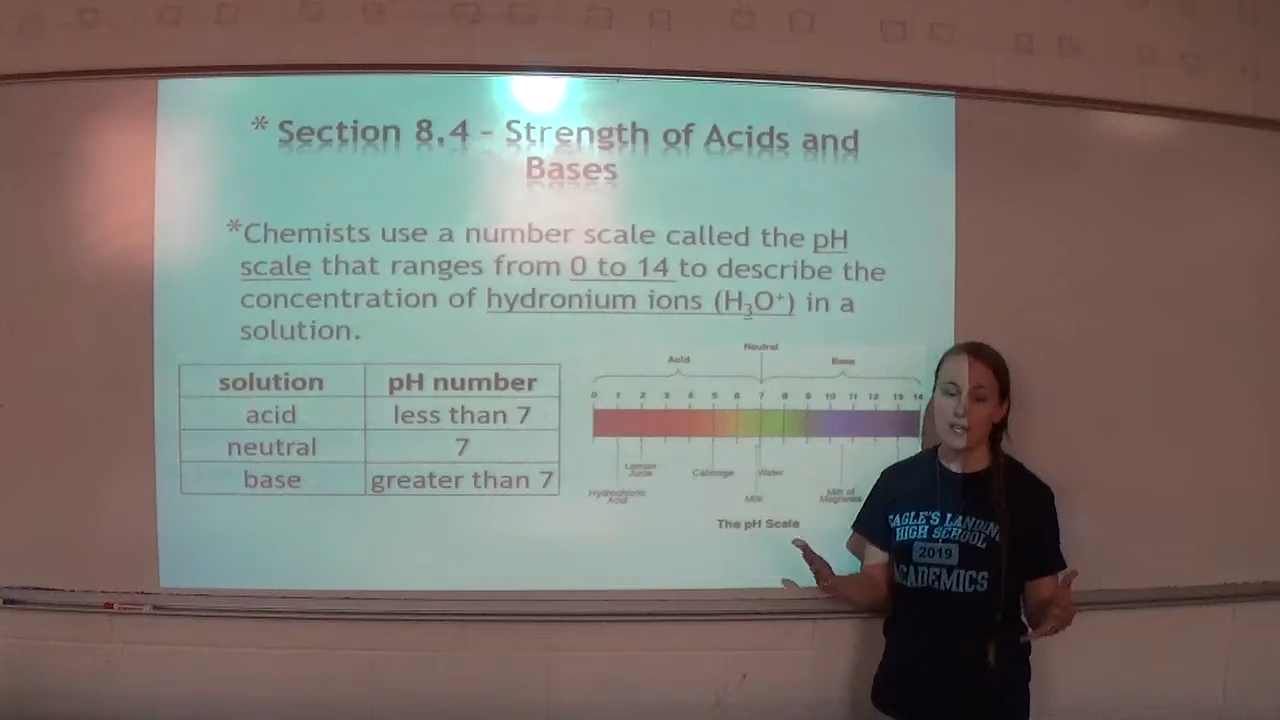 * Section 8.4 – Strength of Acids and
Bases
*Chemists use a number scale called the pH
scale that ranges from 0 to 14 to describe the
concentration of hydronium ions (H₃O⁺) in a
solution.
solution pH number
acid less than 7
neutral 7
base greater than 7
Neutral
Acid Base
0 1 2 3 4 5 6 7 8 9 10 11 12 13 14
Lemon
Juice
Cabbage
Water
Hydrochloric
Acid
Milk
Milk of
Magnesia
The pH Scale
EAGLE'S LANDING
HIGH SCHOOL
2019
ACADEMICS